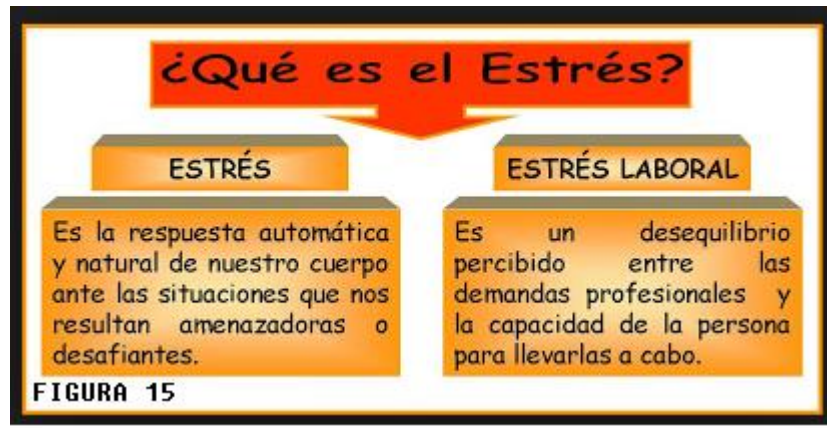 ¿Qué es el Estrés?
ESTRÉS
Es la respuesta automática
y natural de nuestro cuerpo
ante las situaciones que nos
resultan amenazadoras o
desafiantes.
ESTRÉS LABORAL
Es un desequilibrio
percibido entre las
demandas profesionales y
la capacidad de la persona
para llevarlas a cabo.
FIGURA 15